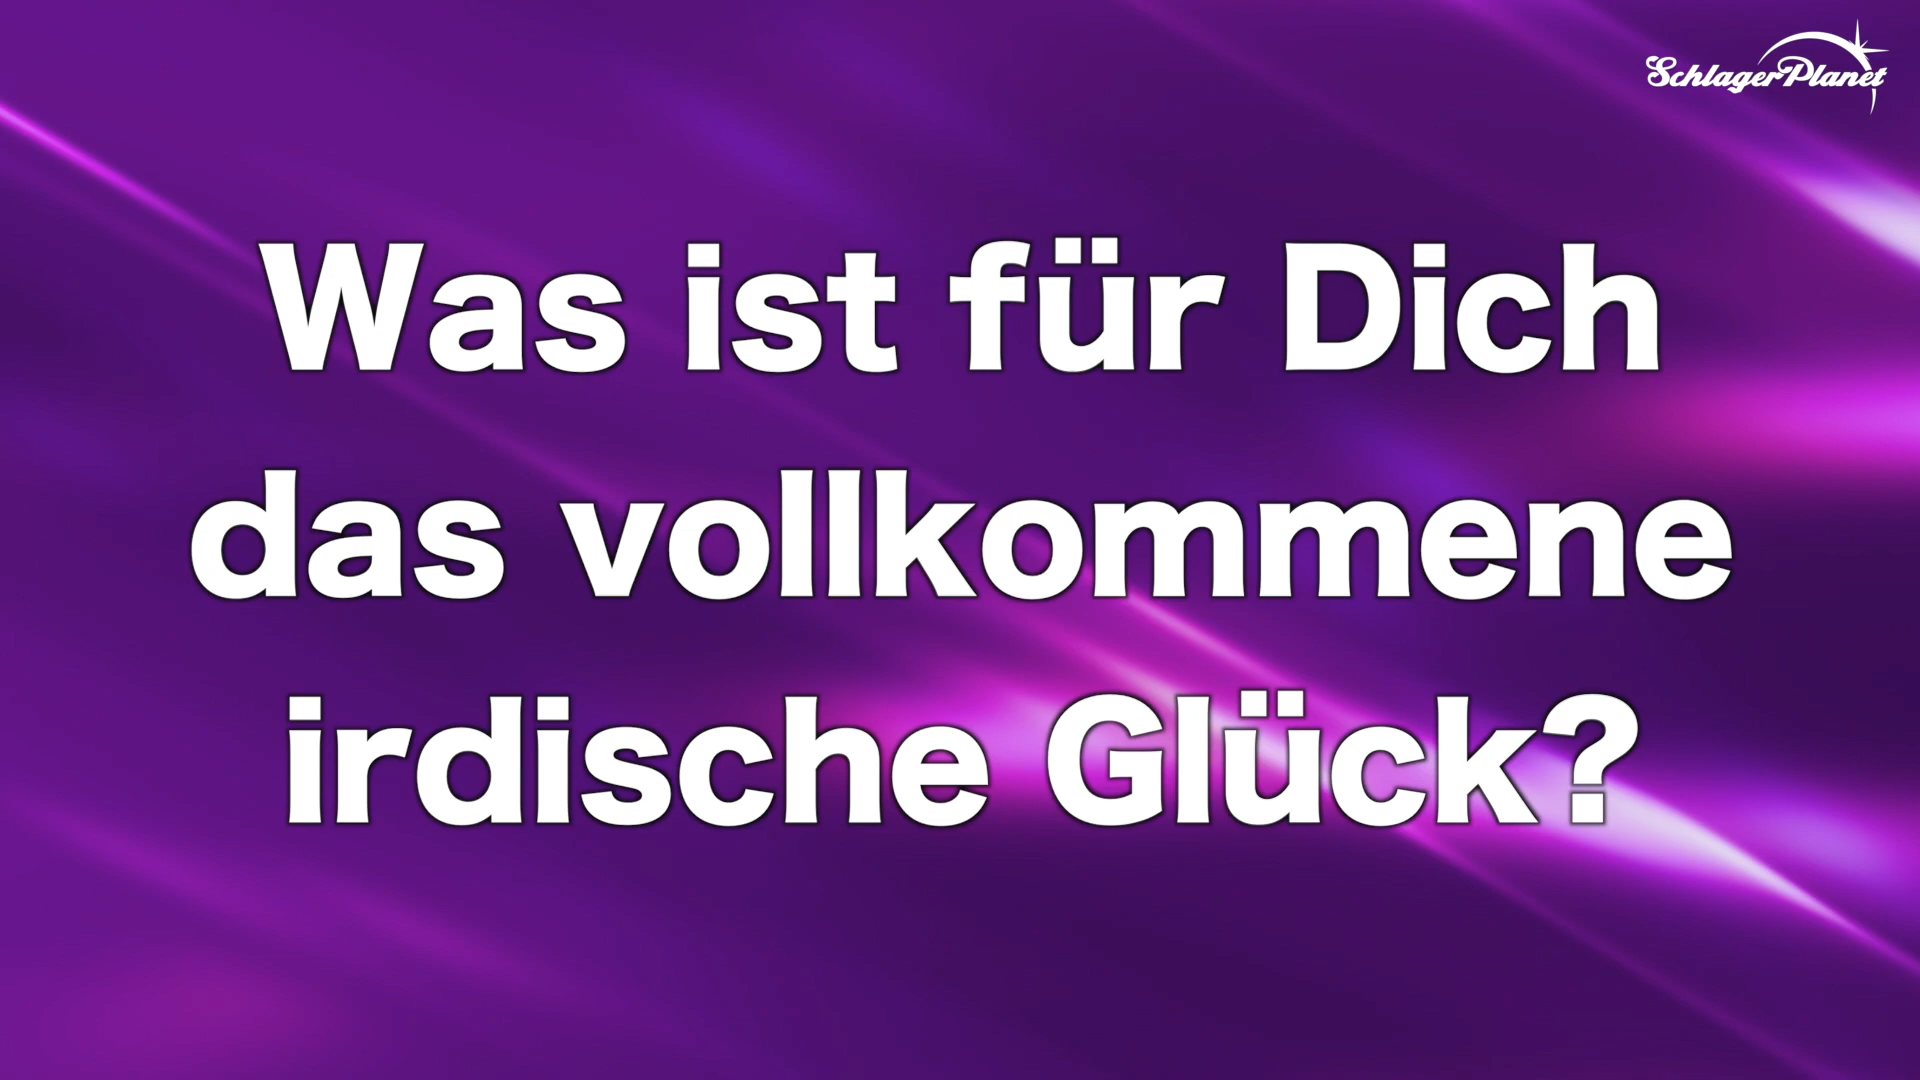 SchlagerPlanet
Was ist für Dich
das vollkommene
irdische Glück?